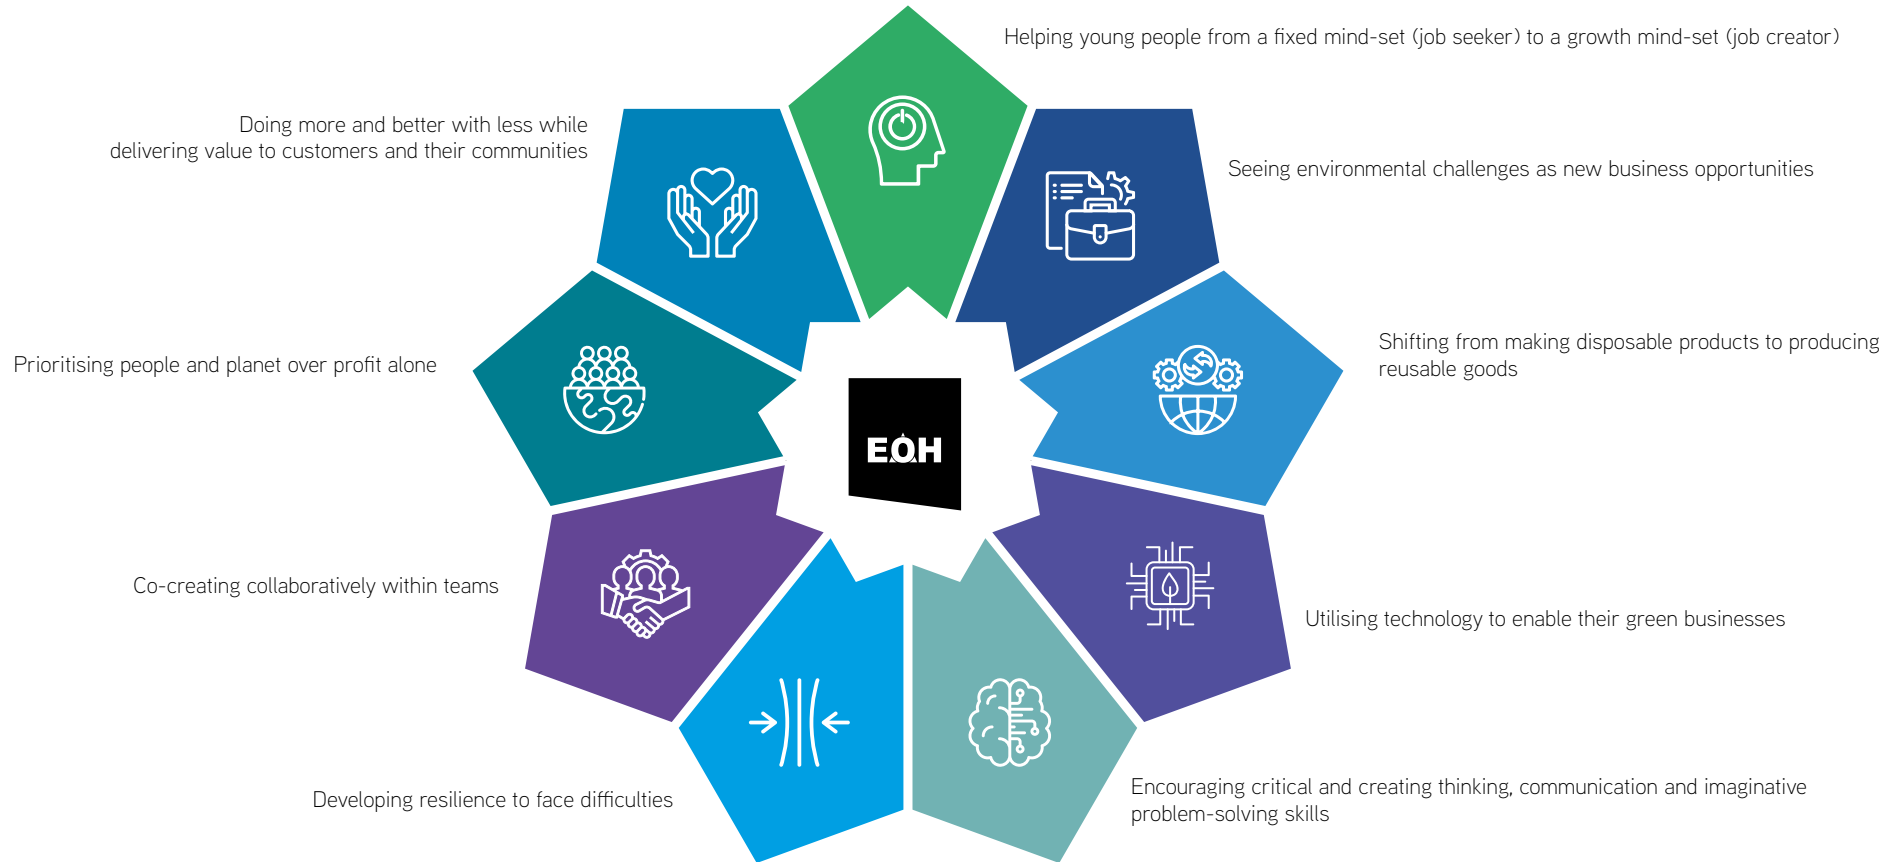 Helping young people from a fixed mind-set (job seeker) to a growth mind-set (job creator)
Seeing environmental challenges as new business opportunities
Shifting from making disposable products to producing
reusable goods
Utilising technology to enable their green businesses
Encouraging critical and creating thinking, communication and imaginative
problem-solving skills
Developing resilience to face difficulties
Co-creating collaboratively within teams
Prioritising people and planet over profit alone
Doing more and better with less while
delivering value to customers and their communities
EOH